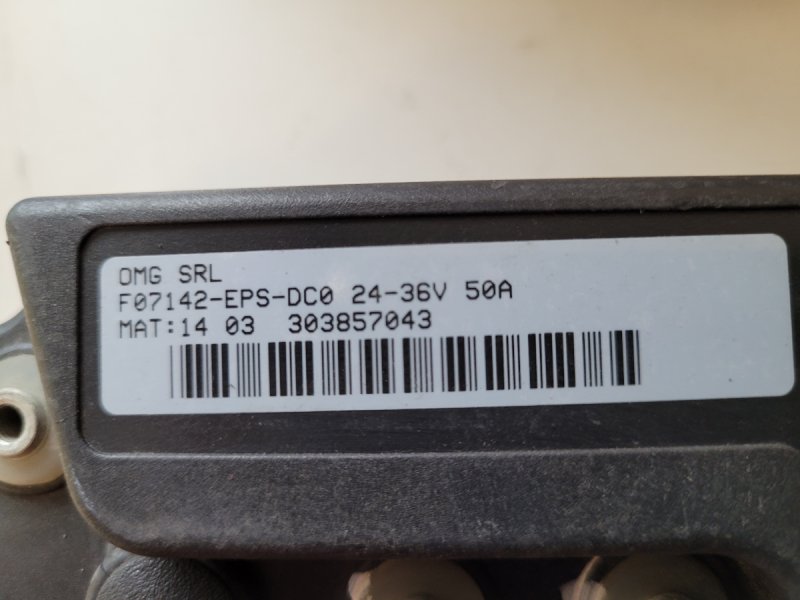 OMG SRL
F07142-EPS-DC0 24-36V 50A
MAT:14 03 303857043